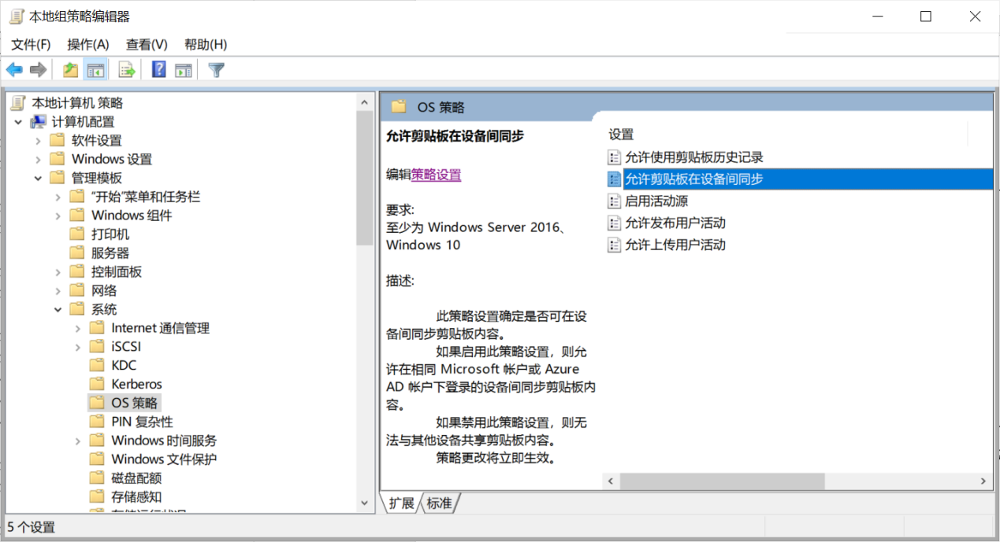 本地组策略编辑器
文件(F) 操作(A) 查看(V) 帮助(H)
本地计算机 策略
计算机配置
软件设置
Windows 设置
管理模板
“开始”菜单和任务栏
Windows 组件
打印机
服务器
控制面板
网络
系统
Internet 通信管理
iSCSI
KDC
Kerberos
OS 策略
PIN 复杂性
Windows 时间服务
Windows 文件保护
磁盘配额
存储感知
OS 策略
允许剪贴板在设备间同步
编辑策略设置
要求:
至少为 Windows Server 2016、
Windows 10
描述:
此策略设置确定是否可在设
备间同步剪贴板内容。
如果启用此策略设置，则允
许在相同 Microsoft 帐户或 Azure
AD 帐户下登录的设备间同步剪贴板内
容。
如果禁用此策略设置，则无
法与其他设备共享剪贴板内容。
策略更改将立即生效。
设置
允许使用剪贴板历史记录
允许剪贴板在设备间同步
启用活动源
允许发布用户活动
允许上传用户活动
扩展 标准
5 个设置